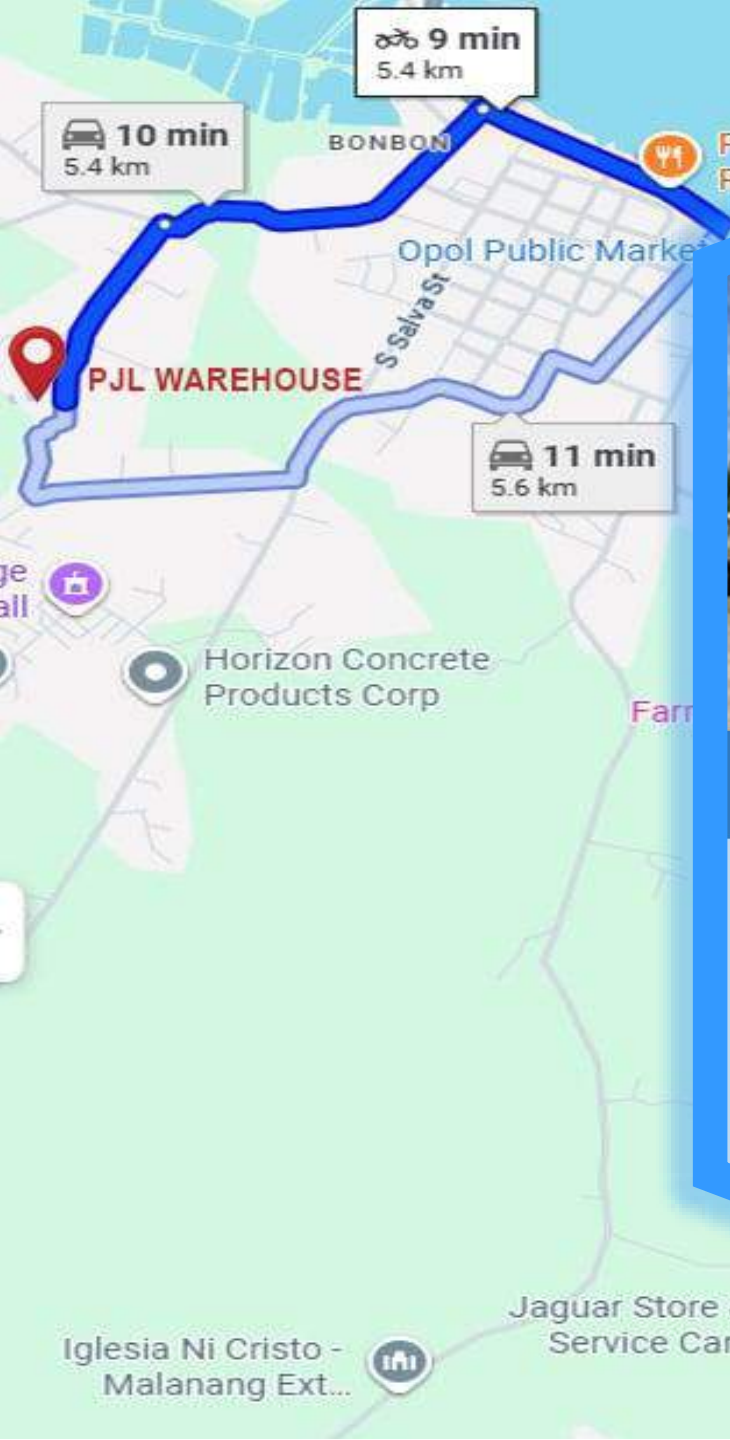 9 min
5.4 km
10 min
5.4 km
BONBON
Opol Public Marke
S Salva St
PJL WAREHOUSE
11 min
5.6 km
Horizon Concrete
Products Corp
Jaguar Store
Service
Iglesia Ni Cristo -
Malanang Ext...